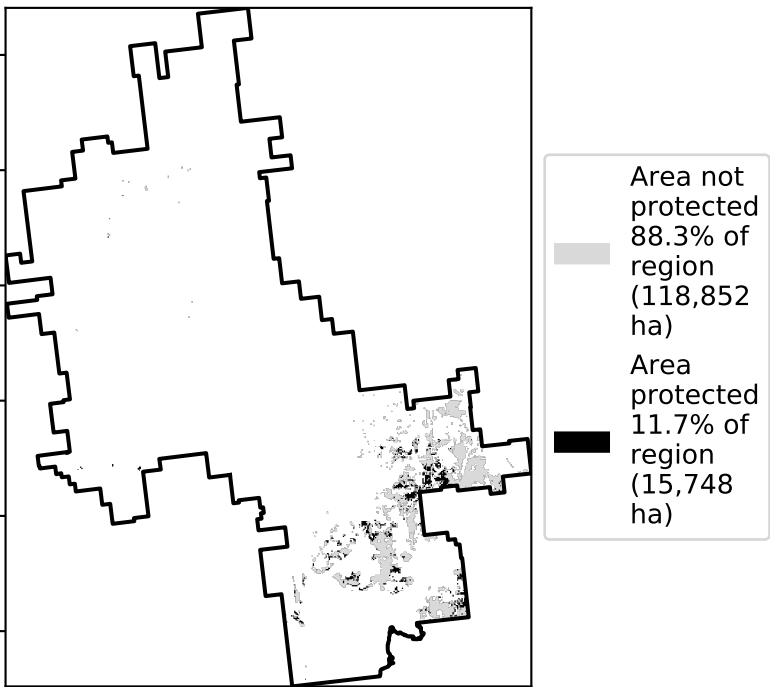 Area not
protected
88.3% of
region
(118,852
ha)
Area
protected
11.7% of
region
(15,748
ha)